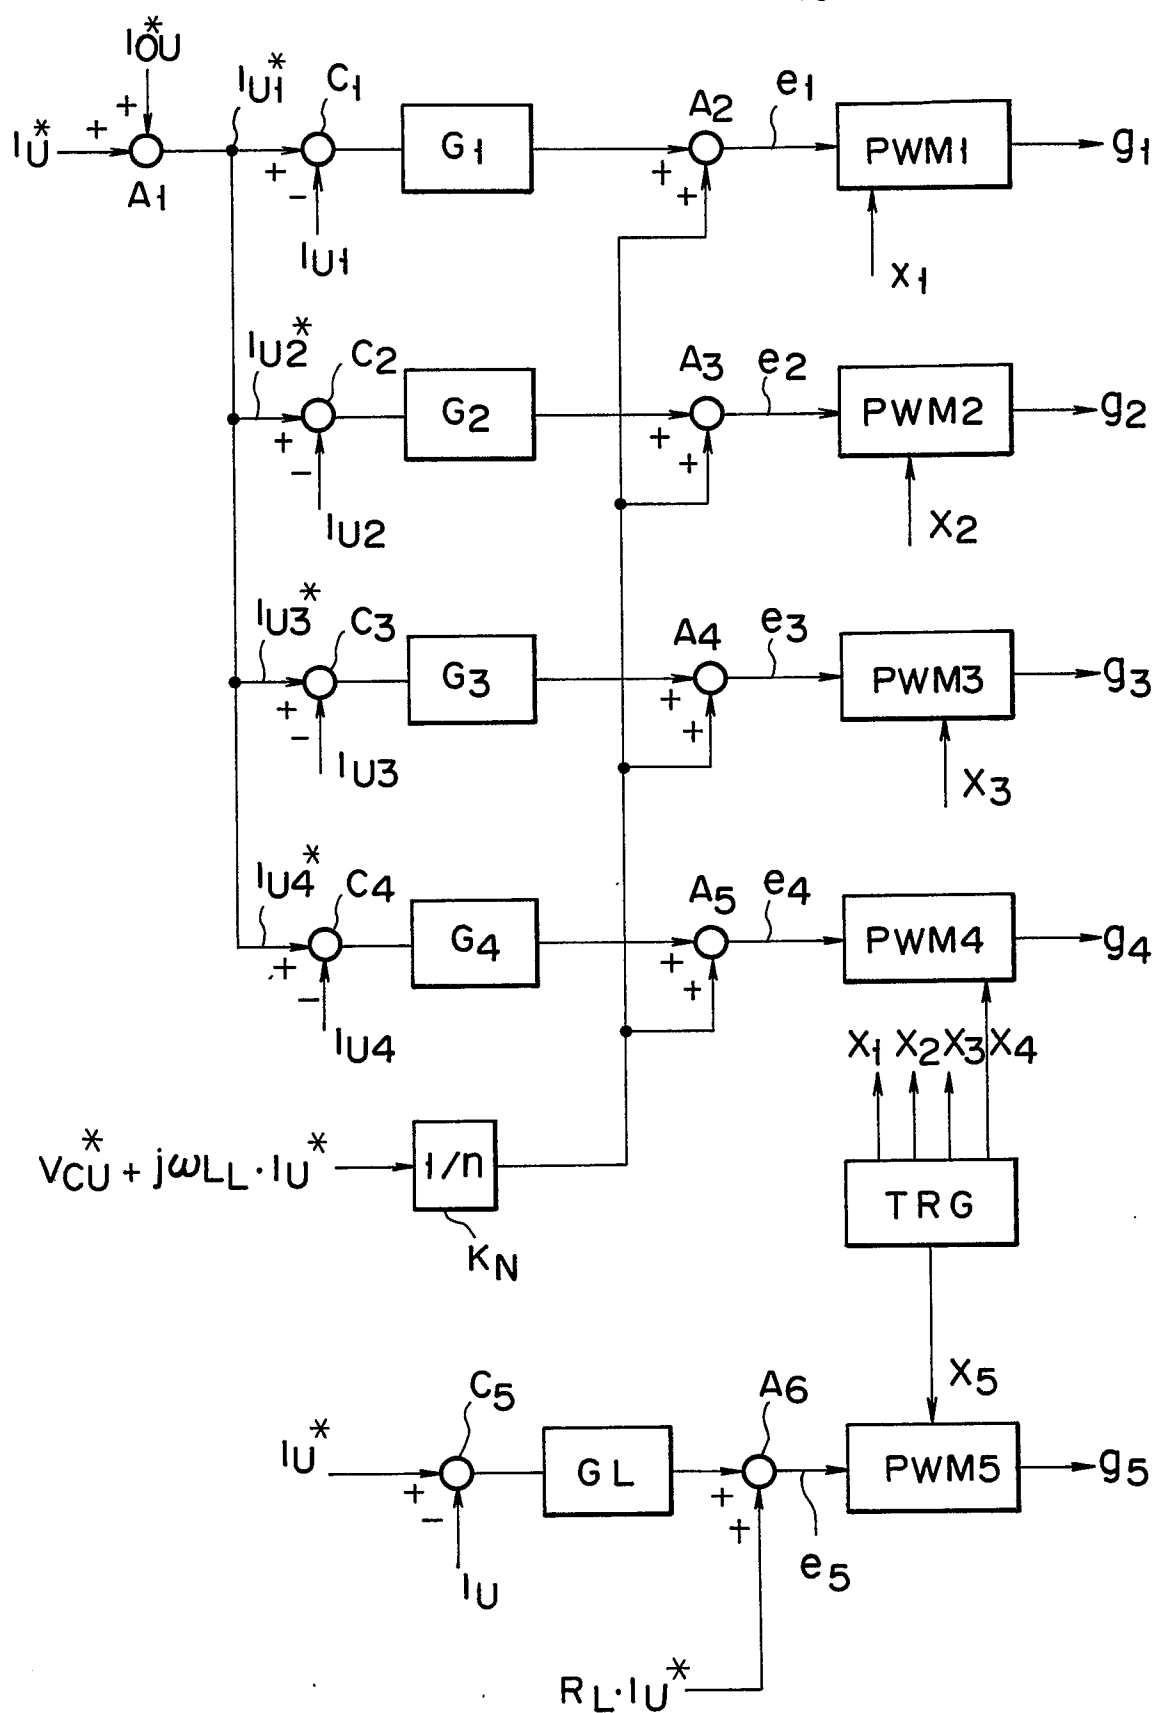 IOU*
IU*
+
+
A1
IU1*
C1
+
−
IU1
G1
A2
+
+
e1
PWM1
g1
X1
IU2*
C2
+
−
IU2
G2
A3
+
+
e2
PWM2
g2
X2
IU3*
C3
+
−
IU3
G3
A4
+
+
e3
PWM3
g3
X3
IU4*
C4
+
−
IU4
G4
A5
+
+
e4
PWM4
g4
X1 X2 X3 X4
VCU* + jωLL·IU*
1/n
KN
TRG
X5
IU*
C5
+
−
IU
GL
A6
+
+
e5
PWM5
g5
RL·IU*